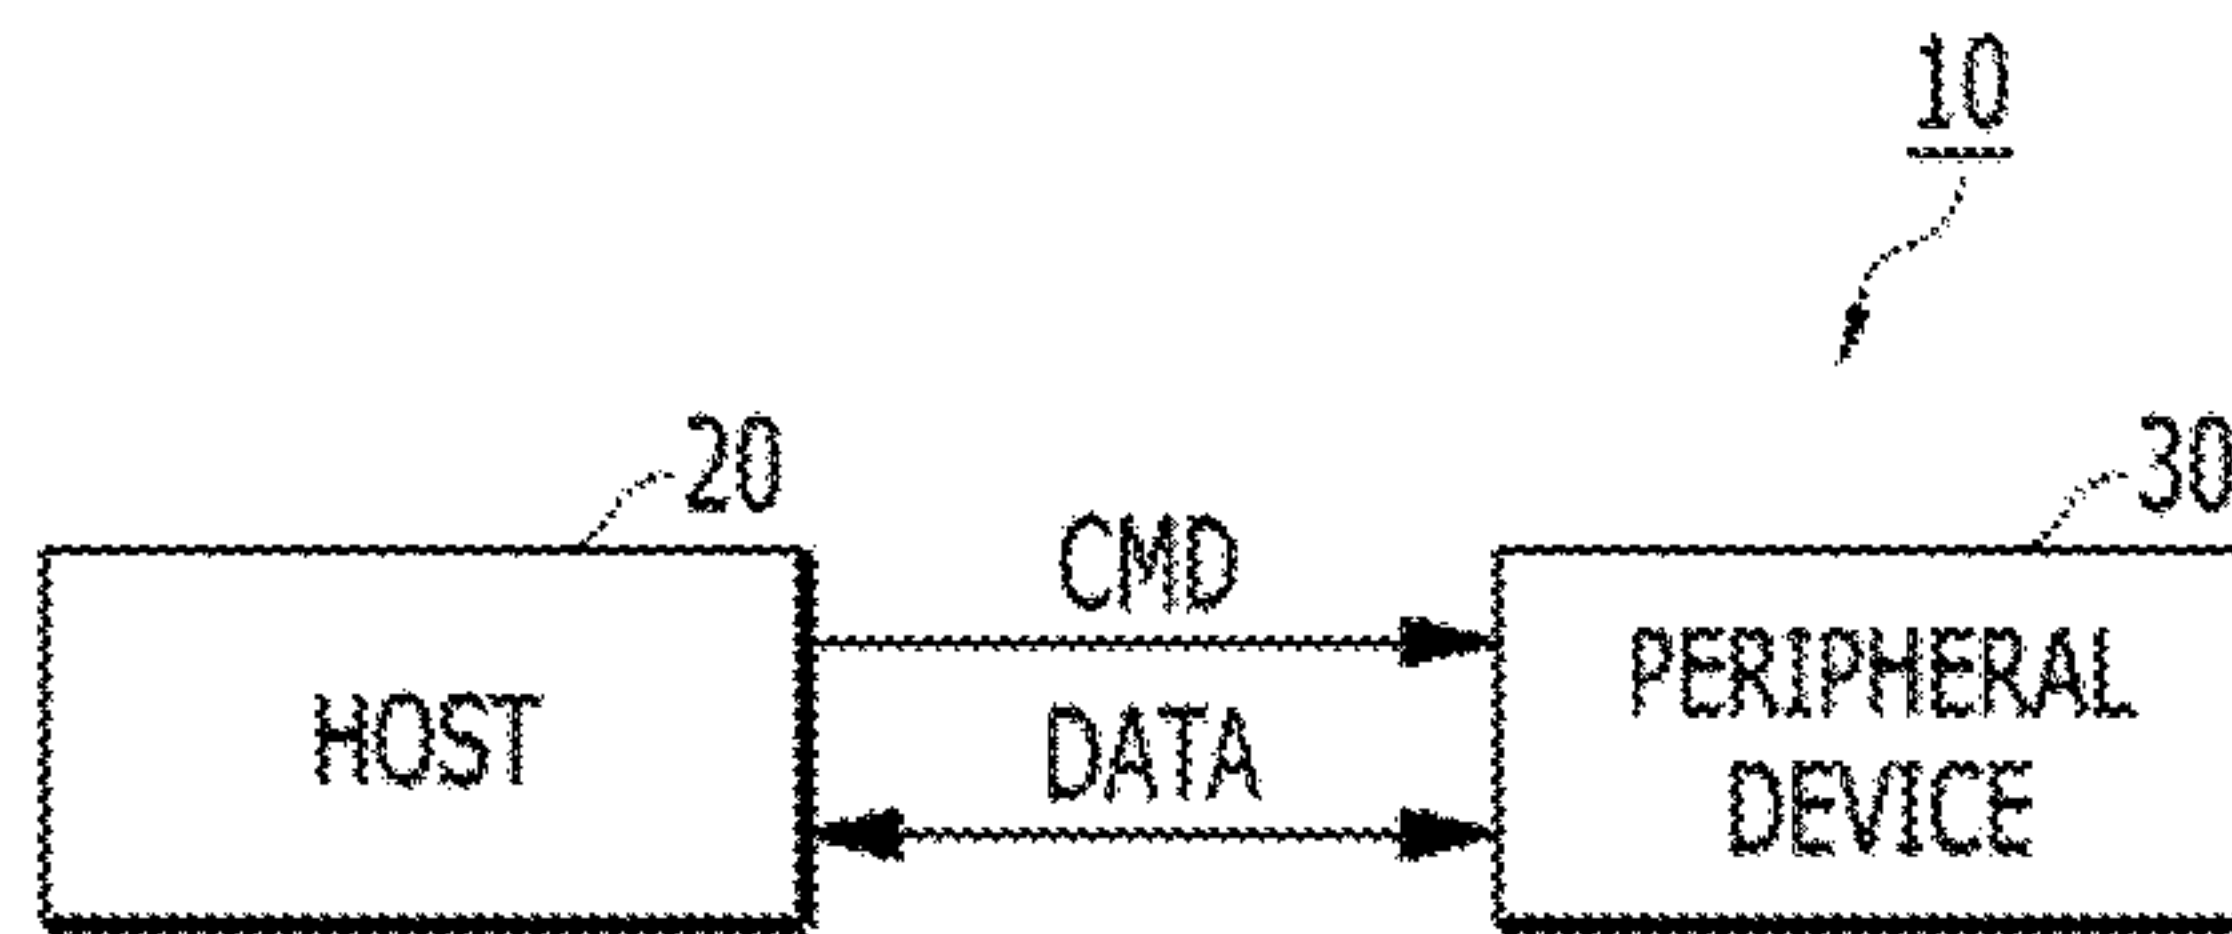 10
20
30
CMD
HOST
DATA
PERIPHERAL
DEVICE